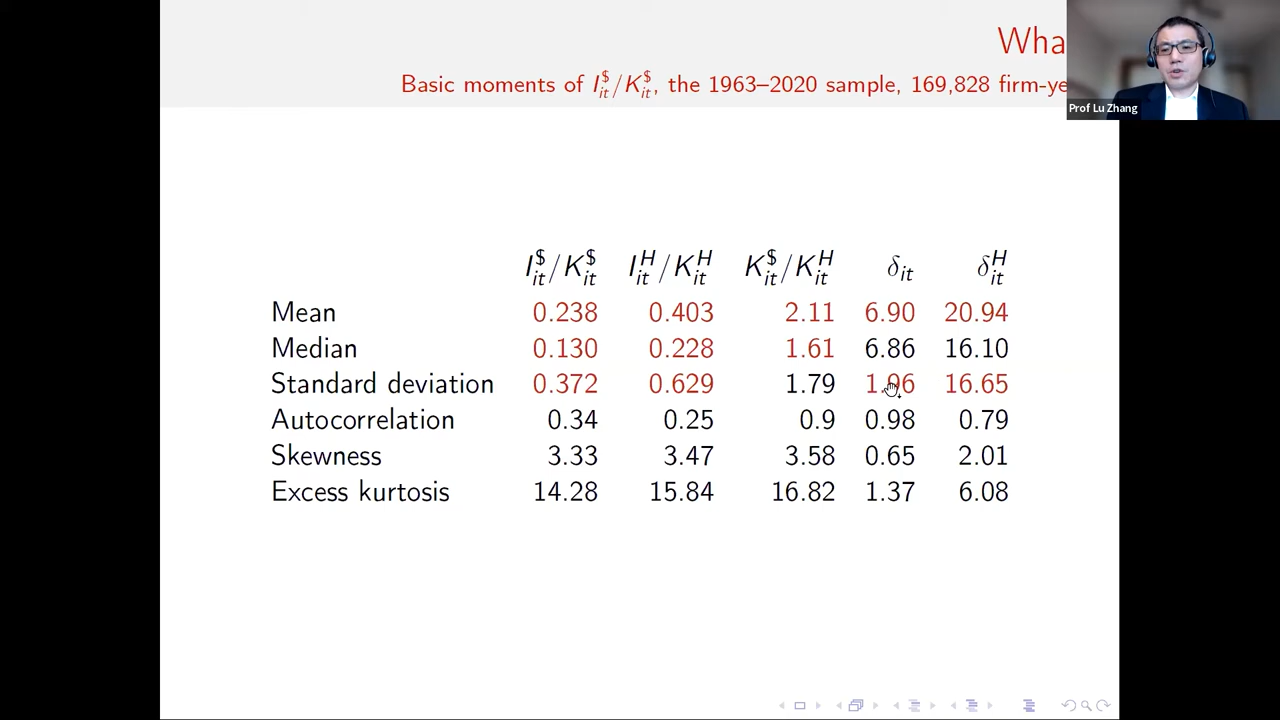 Wha
Basic moments of I$it/K$it, the 1963–2020 sample, 169,828 firm-ye
Prof Lu Zhang
I$it/K$it IHit/KHit K$it/KHit δit δHit
Mean 0.238 0.403 2.11 6.90 20.94
Median 0.130 0.228 1.61 6.86 16.10
Standard deviation 0.372 0.629 1.79 1.96 16.65
Autocorrelation 0.34 0.25 0.9 0.98 0.79
Skewness 3.33 3.47 3.58 0.65 2.01
Excess kurtosis 14.28 15.84 16.82 1.37 6.08